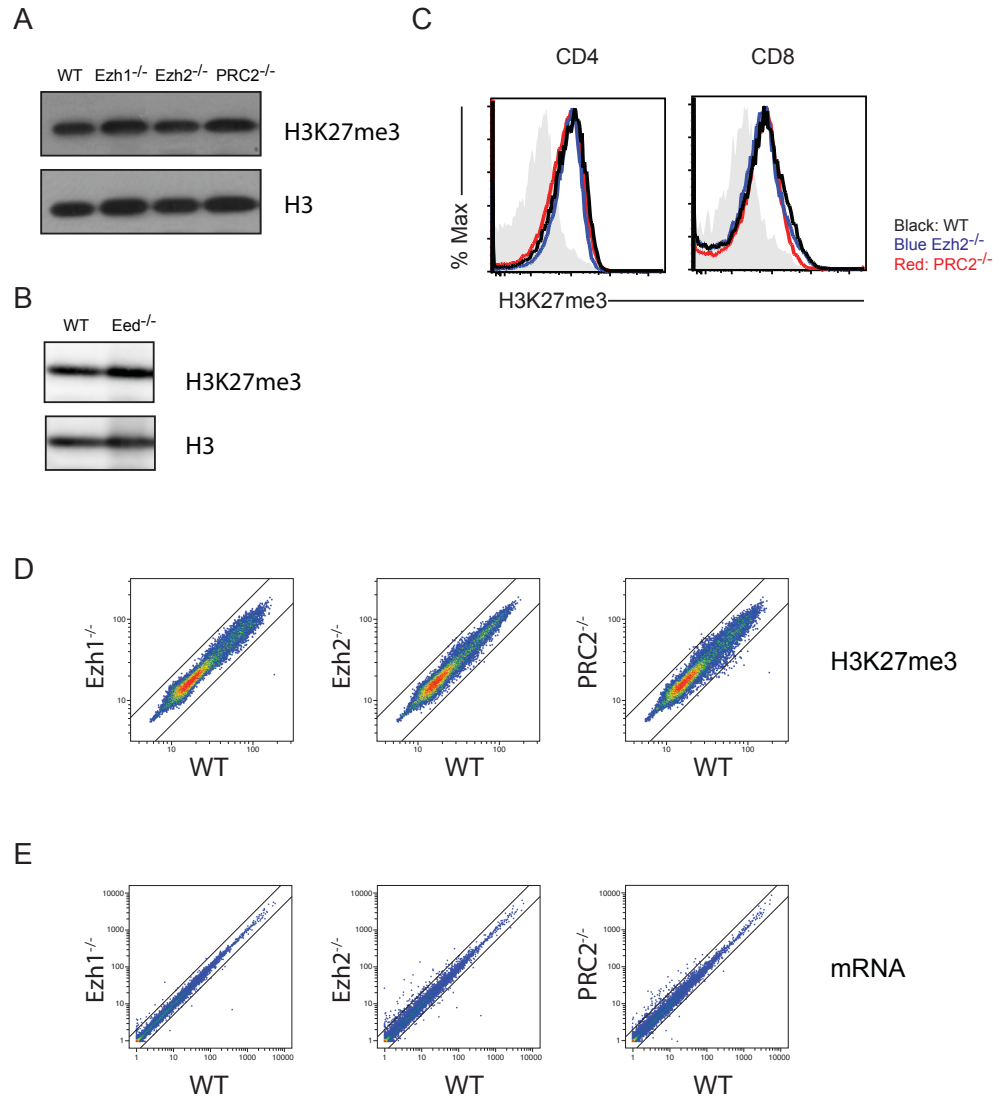 A
WT Ezh1-/- Ezh2-/- PRC2-/-
H3K27me3
H3
B
WT Eed-/-
H3K27me3
H3
C
CD4 CD8
% Max
H3K27me3
Black: WT
Blue Ezh2-/-
Red: PRC2-/-
D
Ezh1-/-
100
10
10 100
WT
Ezh2-/-
100
10
10 100
WT
PRC2-/-
100
10
10 100
WT
H3K27me3
E
Ezh1-/-
10000
1000
100
10
1
1 10 100 1000 10000
WT
Ezh2-/-
10000
1000
100
10
1
1 10 100 1000 10000
WT
PRC2-/-
10000
1000
100
10
1
1 10 100 1000 10000
WT
mRNA